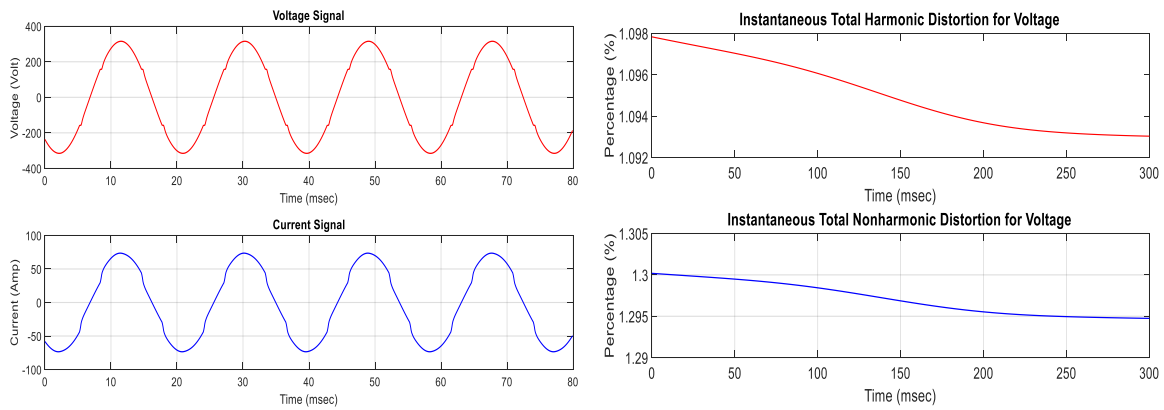 Voltage Signal
400
200
0
-200
-400
Voltage (Volt)
0 10 20 30 40 50 60 70 80
Time (msec)
Current Signal
100
50
0
-50
-100
Current (Amp)
0 10 20 30 40 50 60 70 80
Time (msec)
Instantaneous Total Harmonic Distortion for Voltage
1.098
1.096
1.094
1.092
Percentage (%)
0 50 100 150 200 250 300
Time (msec)
Instantaneous Total Nonharmonic Distortion for Voltage
1.305
1.3
1.295
1.29
Percentage (%)
0 50 100 150 200 250 300
Time (msec)